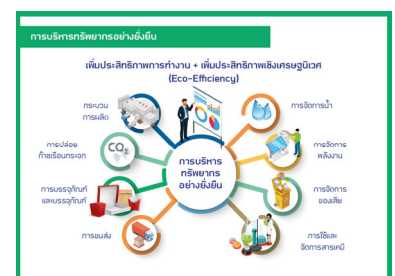 การบริหารทรัพยากรอย่างยั่งยืน
เพิ่มประสิทธิภาพการทำงาน + เพิ่มประสิทธิภาพเชิงเศรษฐนิเวศ
(Eco-Efficiency)
กระบวน
การผลิต
การจัดการน้ำ
การปล่อย
ก๊าซเรือนกระจก
CO2
การจัดการ
พลังงาน
การบริหาร
ทรัพยากร
อย่างยั่งยืน
การบรรจุภัณฑ์
และบรรจุภัณฑ์
การจัดการ
ของเสีย
การขนส่ง
การใช้และ
จัดการสารเคมี